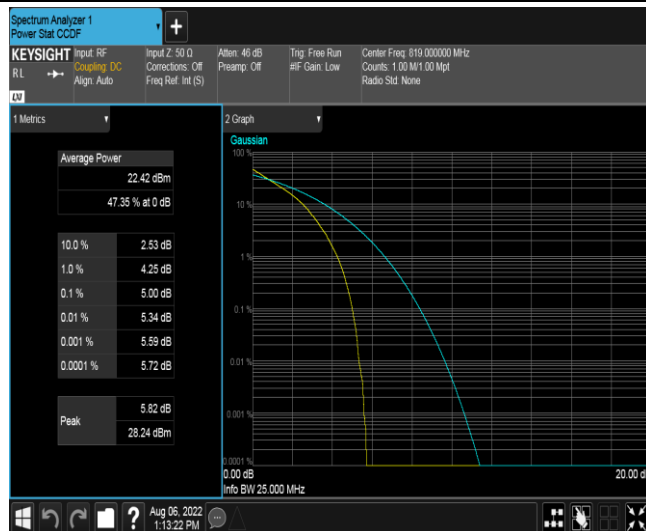 Spectrum Analyzer 1
Power Stat CCDF
+
KEYSIGHT
RL
Input: RF
Coupling: DC
Align: Auto
Input Z: 50 Ω
Corrections: Off
Freq Ref: Int (S)
Atten: 46 dB
Preamp: Off
Trig: Free Run
#IF Gain: Low
Center Freq: 819.000000 MHz
Counts: 1.00 M/1.00 Mpt
Radio Std: None
1 Metrics
Average Power
22.42 dBm
47.35 % at 0 dB
10.0 % 2.53 dB
1.0 % 4.25 dB
0.1 % 5.00 dB
0.01 % 5.34 dB
0.001 % 5.59 dB
0.0001 % 5.72 dB
Peak
5.82 dB
28.24 dBm
2 Graph
Gaussian
100 %
10 %
1 %
0.1 %
0.01 %
0.001 %
0.0001 %
0.00 dB
20.00 d
Info BW 25.000 MHz
?
Aug 06, 2022
1:13:22 PM